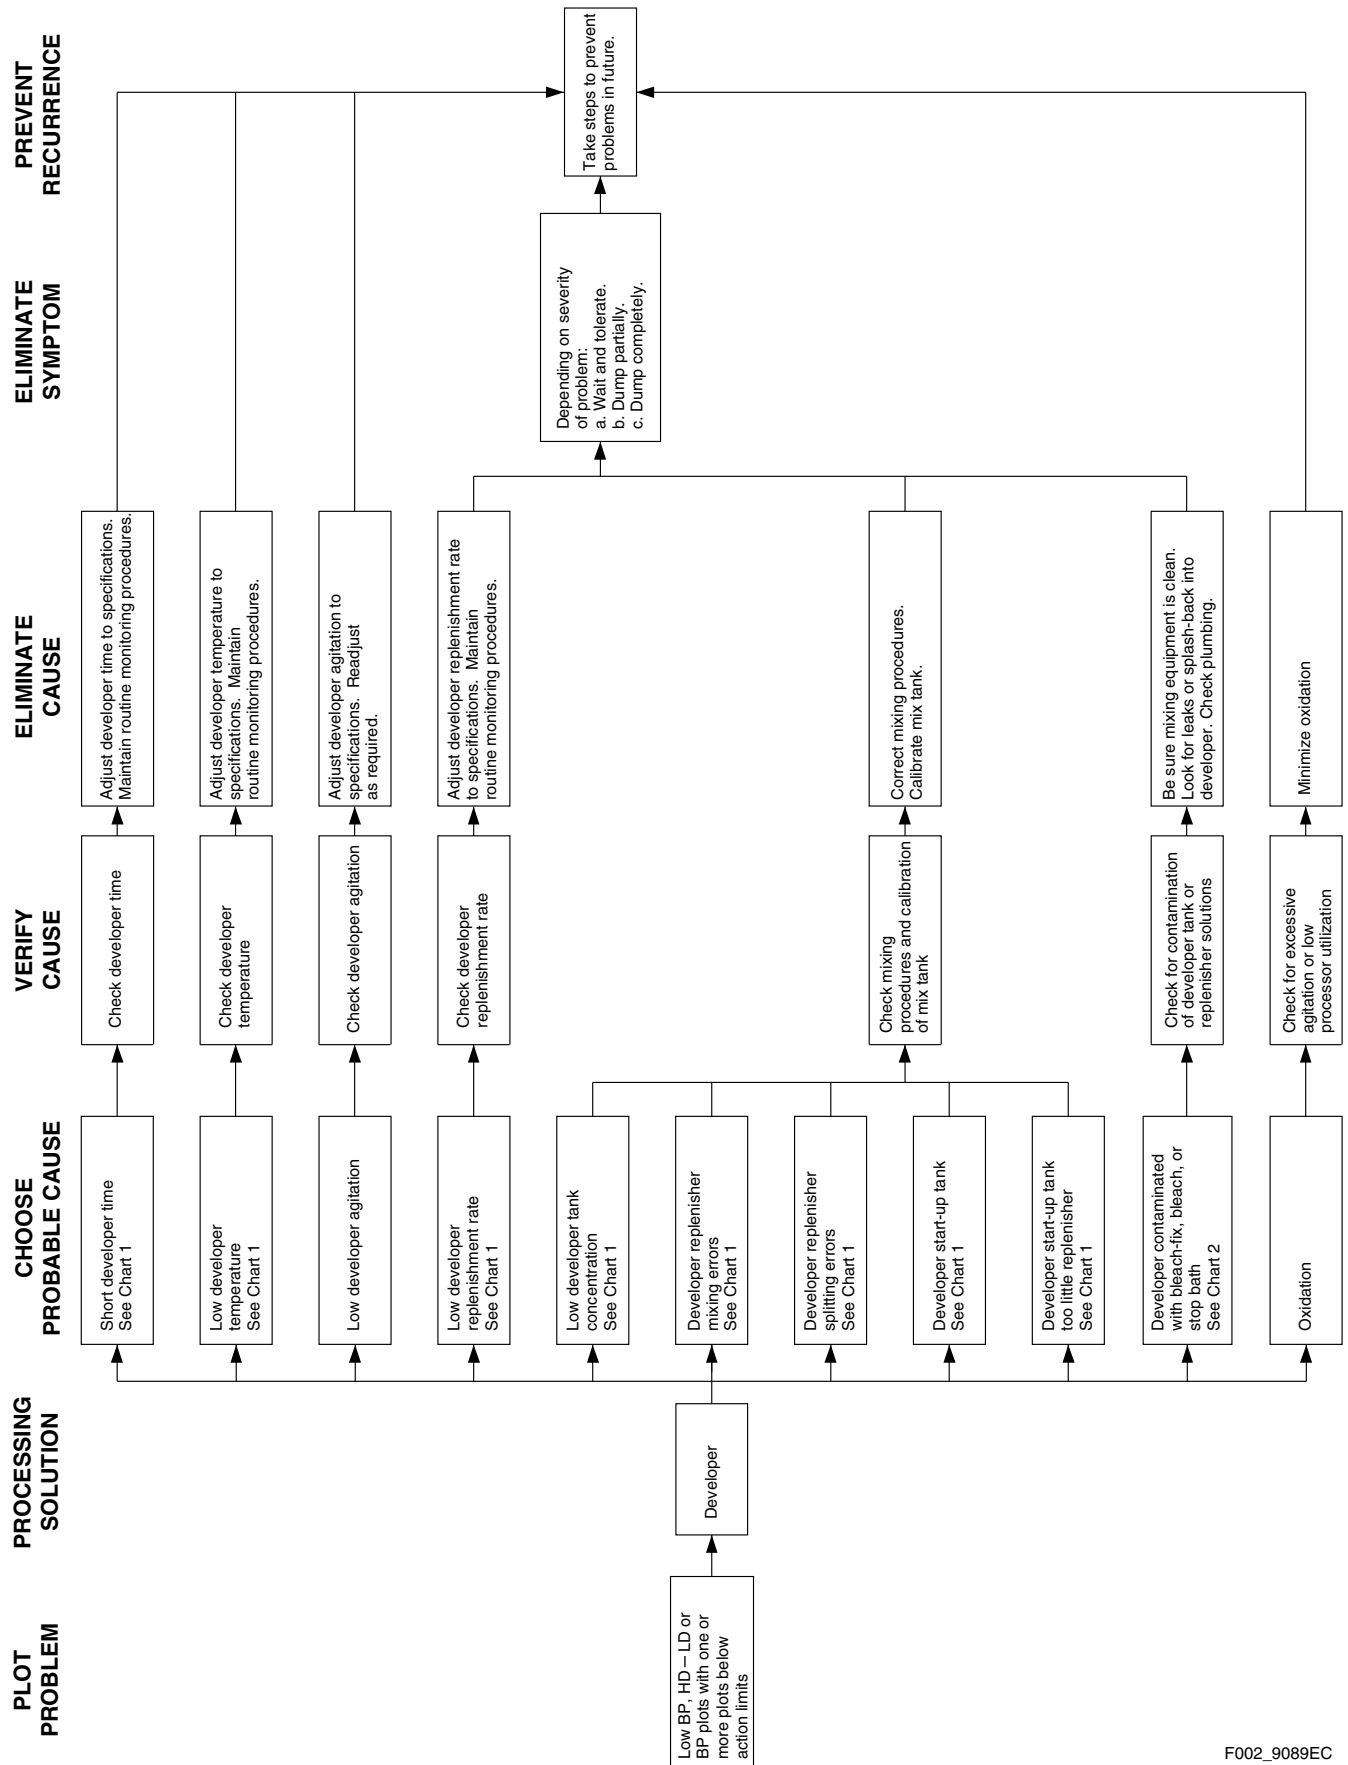 PLOT
PROBLEM
PROCESSING
SOLUTION
CHOOSE
PROBABLE CAUSE
VERIFY
CAUSE
ELIMINATE
CAUSE
ELIMINATE
SYMPTOM
PREVENT
RECURRENCE
Low BP, HD – LD or
BP plots with one or
more plots below
action limits
Developer
Short developer time
See Chart 1
Low developer
temperature
See Chart 1
Low developer agitation
Low developer
replenishment rate
See Chart 1
Low developer tank
concentration
See Chart 1
Developer replenisher
mixing errors
See Chart 1
Developer replenisher
splitting errors
See Chart 1
Developer start-up tank
See Chart 1
Developer start-up tank
too little replenisher
See Chart 1
Developer contaminated
with bleach-fix, bleach, or
stop bath
See Chart 2
Oxidation
Check developer time
Check developer
temperature
Check developer agitation
Check developer
replenishment rate
Check mixing
procedures and calibration
of mix tank
Check for contamination
of developer tank or
replenisher solutions
Check for excessive
agitation or low
processor utilization
Adjust developer time to specifications.
Maintain routine monitoring procedures.
Adjust developer temperature to
specifications. Maintain
routine monitoring procedures.
Adjust developer agitation to
specifications. Readjust
as required.
Adjust developer replenishment rate
to specifications. Maintain
routine monitoring procedures.
Correct mixing procedures.
Calibrate mix tank.
Be sure mixing equipment is clean.
Look for leaks or splash-back into
developer. Check plumbing.
Minimize oxidation
Depending on severity
of problem:
a. Wait and tolerate.
b. Dump partially.
c. Dump completely.
Take steps to prevent
problems in future.
F002_9089EC